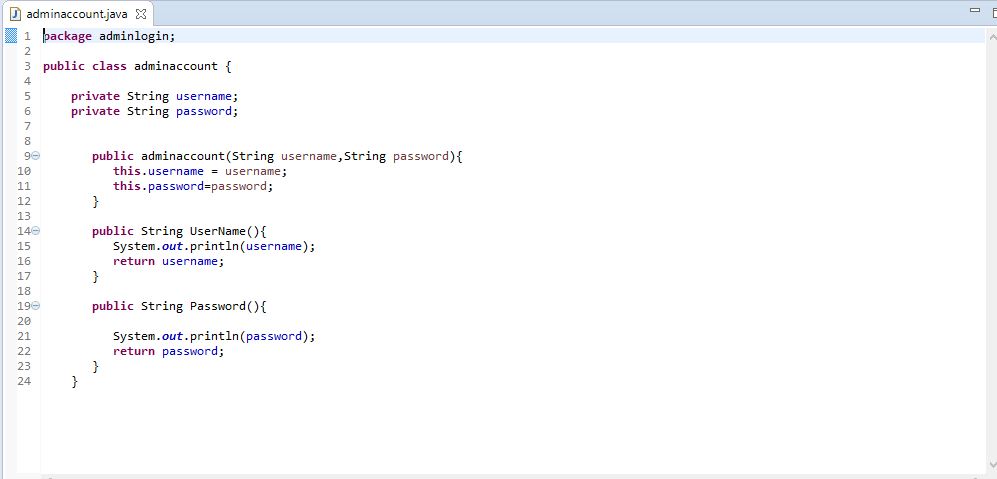 adminaccount.java
1 package adminlogin;
2
3 public class adminaccount {
4
5 private String username;
6 private String password;
7
8
9 public adminaccount(String username,String password){
10 this.username = username;
11 this.password=password;
12 }
13
14 public String UserName(){
15 System.out.println(username);
16 return username;
17 }
18
19 public String Password(){
20
21 System.out.println(password);
22 return password;
23 }
24 }